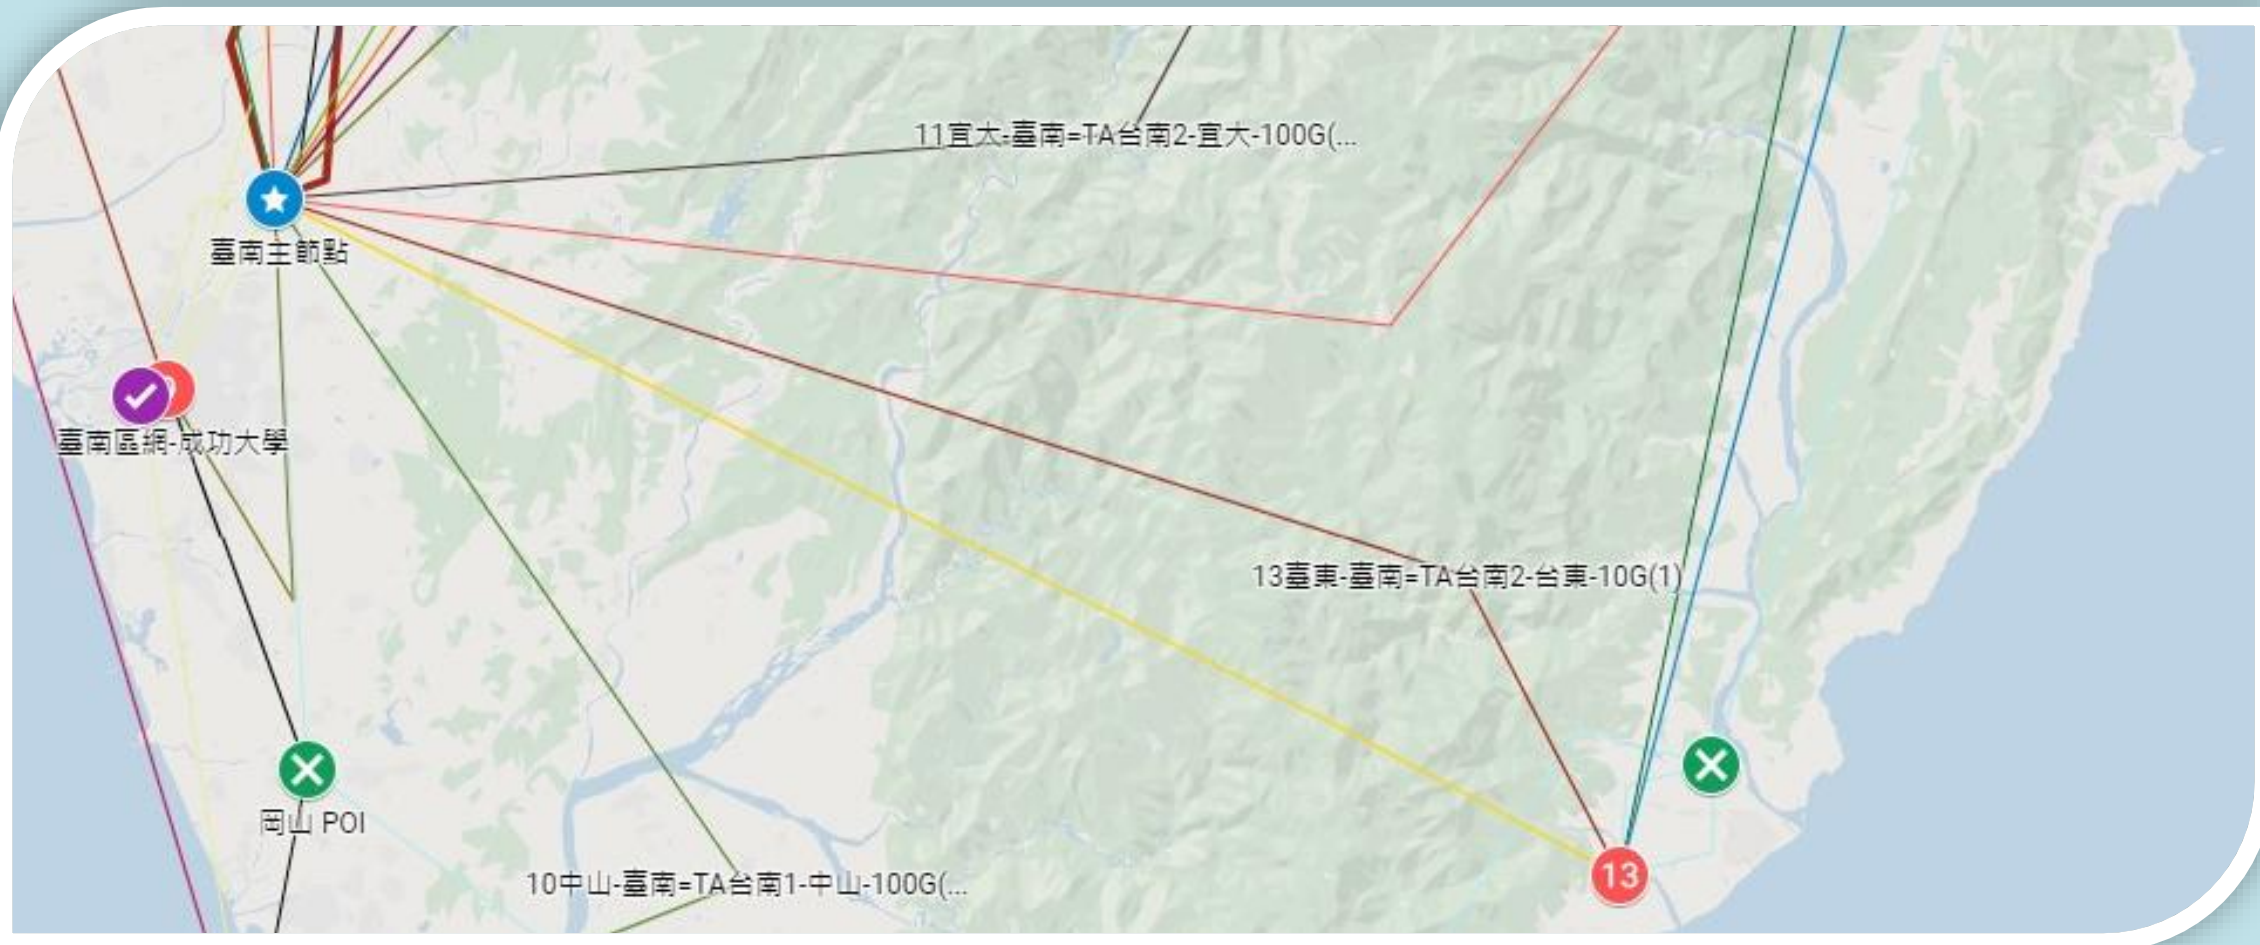 11宜大-臺南=TA台南2-宜大-100G(...
臺南主節點
臺南區網-成功大學
13臺東-臺南=TA台南2-台東-10G(1)
岡山 POI
13
10中山-臺南=TA台南1-中山-100G(...